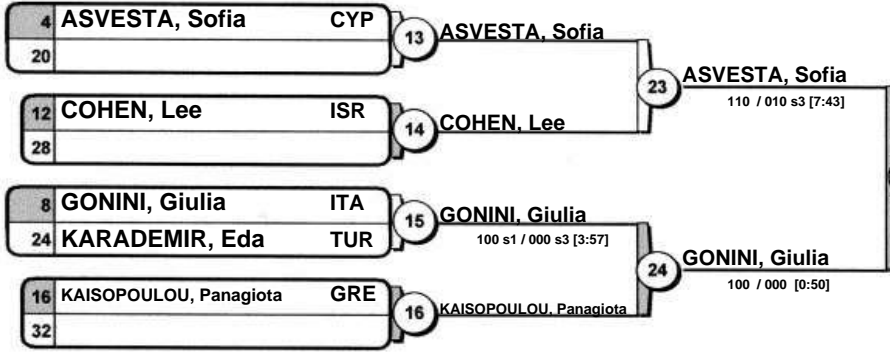 4 ASVESTA, Sofia CYP
20
13 ASVESTA, Sofia
12 COHEN, Lee ISR
28
14 COHEN, Lee
23 ASVESTA, Sofia
110 / 010 s3 [7:43]
8 GONINI, Giulia ITA
24 KARADEMIR, Eda TUR
15 GONINI, Giulia
100 s1 / 000 s3 [3:57]
16 KAISOPOULOU, Panagiota GRE
32
16 KAISOPOULOU, Panagiota
24 GONINI, Giulia
100 / 000 [0:50]